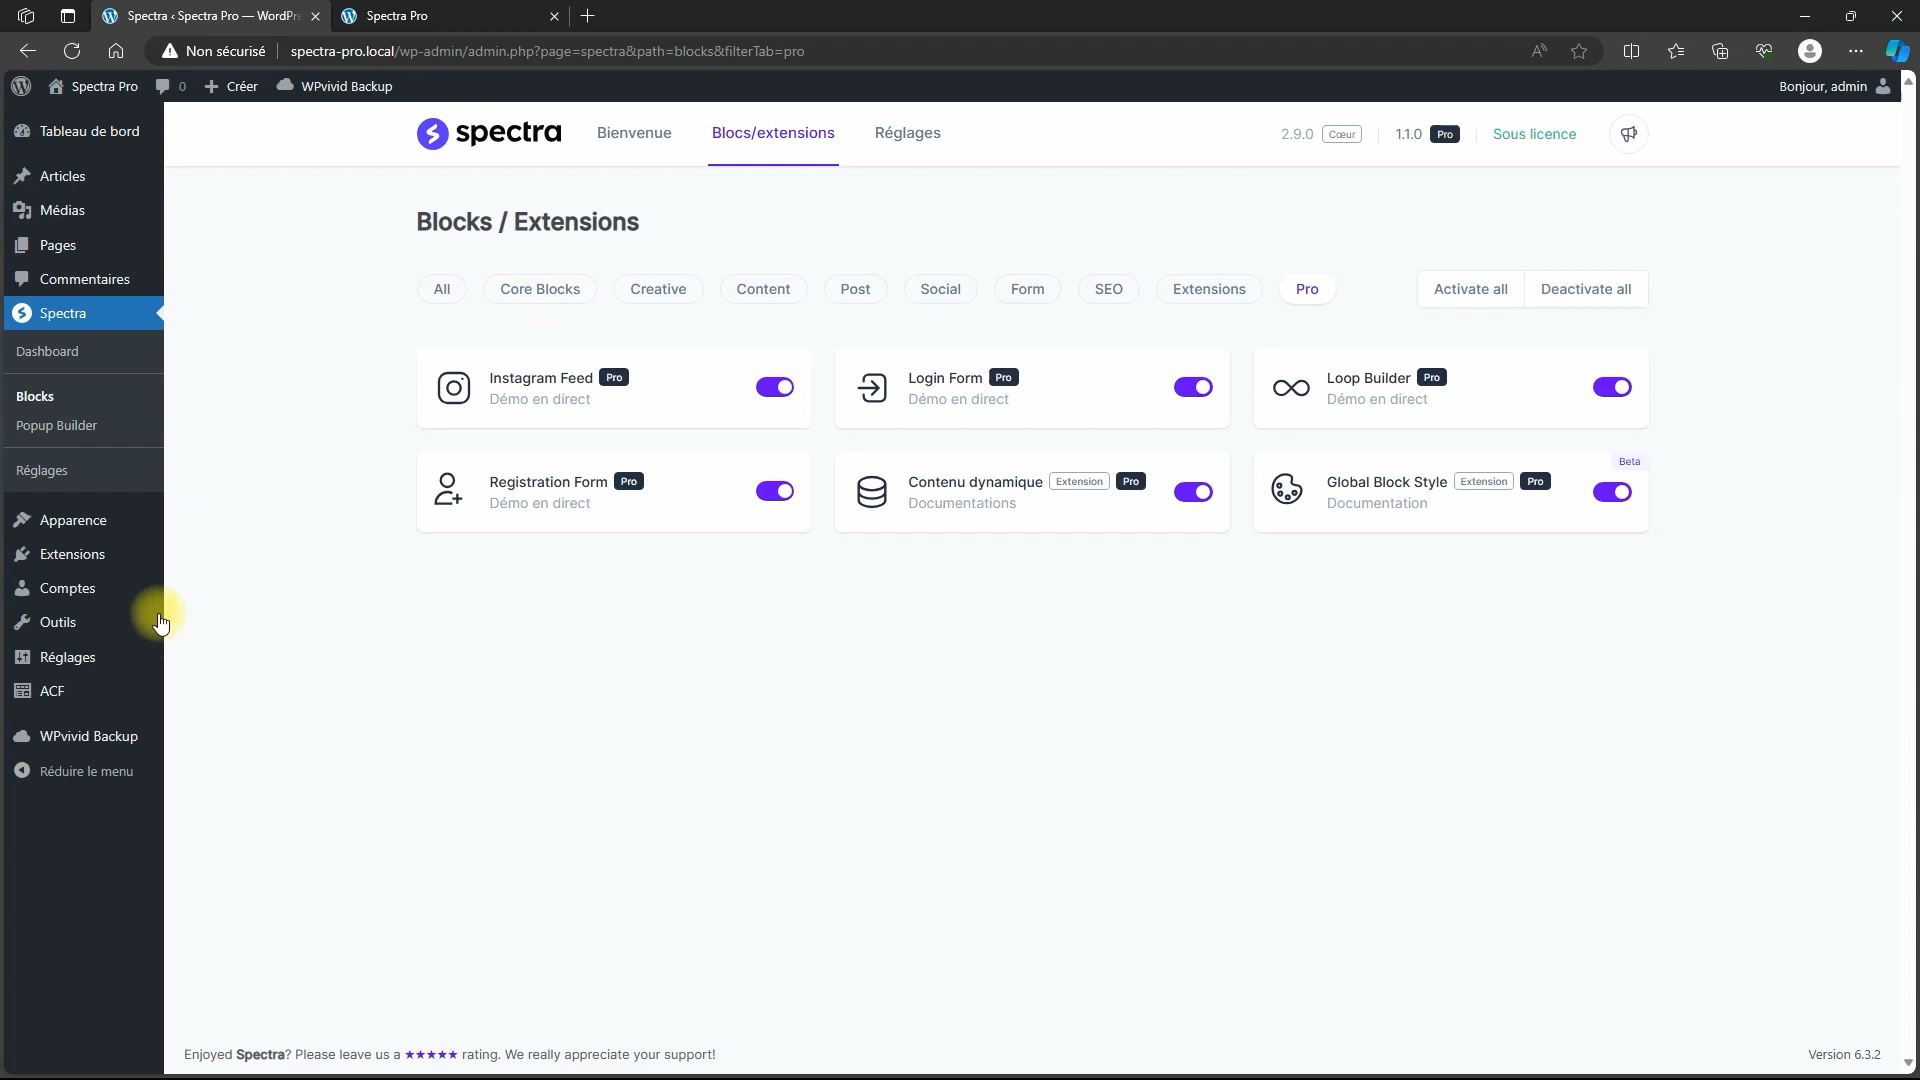 Spectra ‹ Spectra Pro — WordPre
Spectra Pro
Non sécurisé
spectra-pro.local/wp-admin/admin.php?page=spectra&path=blocks&filterTab=pro
Spectra Pro
0
Créer
WPvivid Backup
Bonjour, admin
Tableau de bord
Articles
Médias
Pages
Commentaires
Spectra
Dashboard
Blocks
Popup Builder
Réglages
Apparence
Extensions
Comptes
Outils
Réglages
ACF
WPvivid Backup
Réduire le menu
spectra
Bienvenue
Blocs/extensions
Réglages
2.9.0 Cœur
1.1.0 Pro
Sous licence
Blocks / Extensions
All
Core Blocks
Creative
Content
Post
Social
Form
SEO
Extensions
Pro
Activate all
Deactivate all
Instagram Feed Pro
Démo en direct
Login Form Pro
Démo en direct
Loop Builder Pro
Démo en direct
Registration Form Pro
Démo en direct
Contenu dynamique Extension Pro
Documentations
Beta
Global Block Style Extension Pro
Documentation
Enjoyed Spectra? Please leave us a ★★★★★ rating. We really appreciate your support!
Version 6.3.2